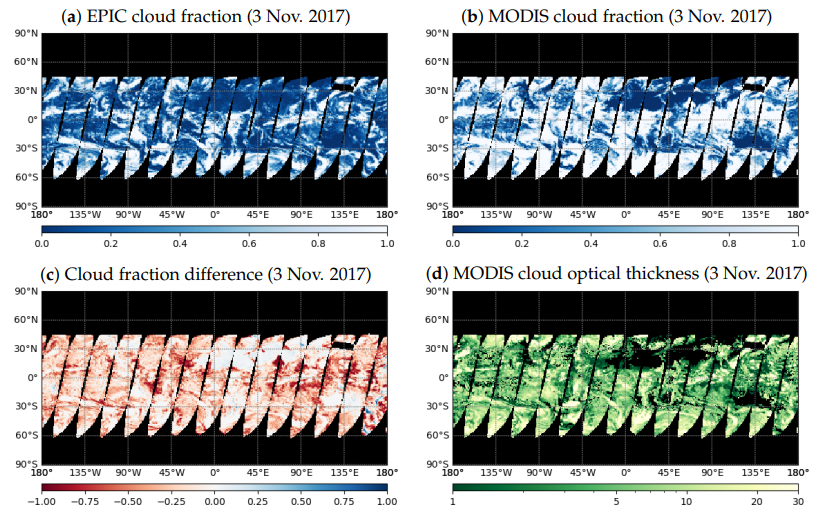 (a) EPIC cloud fraction (3 Nov. 2017)
(b) MODIS cloud fraction (3 Nov. 2017)
90°N
60°N
30°N
0°
30°S
60°S
90°S
180° 135°W 90°W 45°W 0° 45°E 90°E 135°E 180°
0.0 0.2 0.4 0.6 0.8 1.0
90°N
60°N
30°N
0°
30°S
60°S
90°S
180° 135°W 90°W 45°W 0° 45°E 90°E 135°E 180°
0.0 0.2 0.4 0.6 0.8 1.0
(c) Cloud fraction difference (3 Nov. 2017)
(d) MODIS cloud optical thickness (3 Nov. 2017)
90°N
60°N
30°N
0°
30°S
60°S
90°S
180° 135°W 90°W 45°W 0° 45°E 90°E 135°E 180°
−1.00 −0.75 −0.50 −0.25 0.00 0.25 0.50 0.75 1.00
90°N
60°N
30°N
0°
30°S
60°S
90°S
180° 135°W 90°W 45°W 0° 45°E 90°E 135°E 180°
1 5 10 20 30